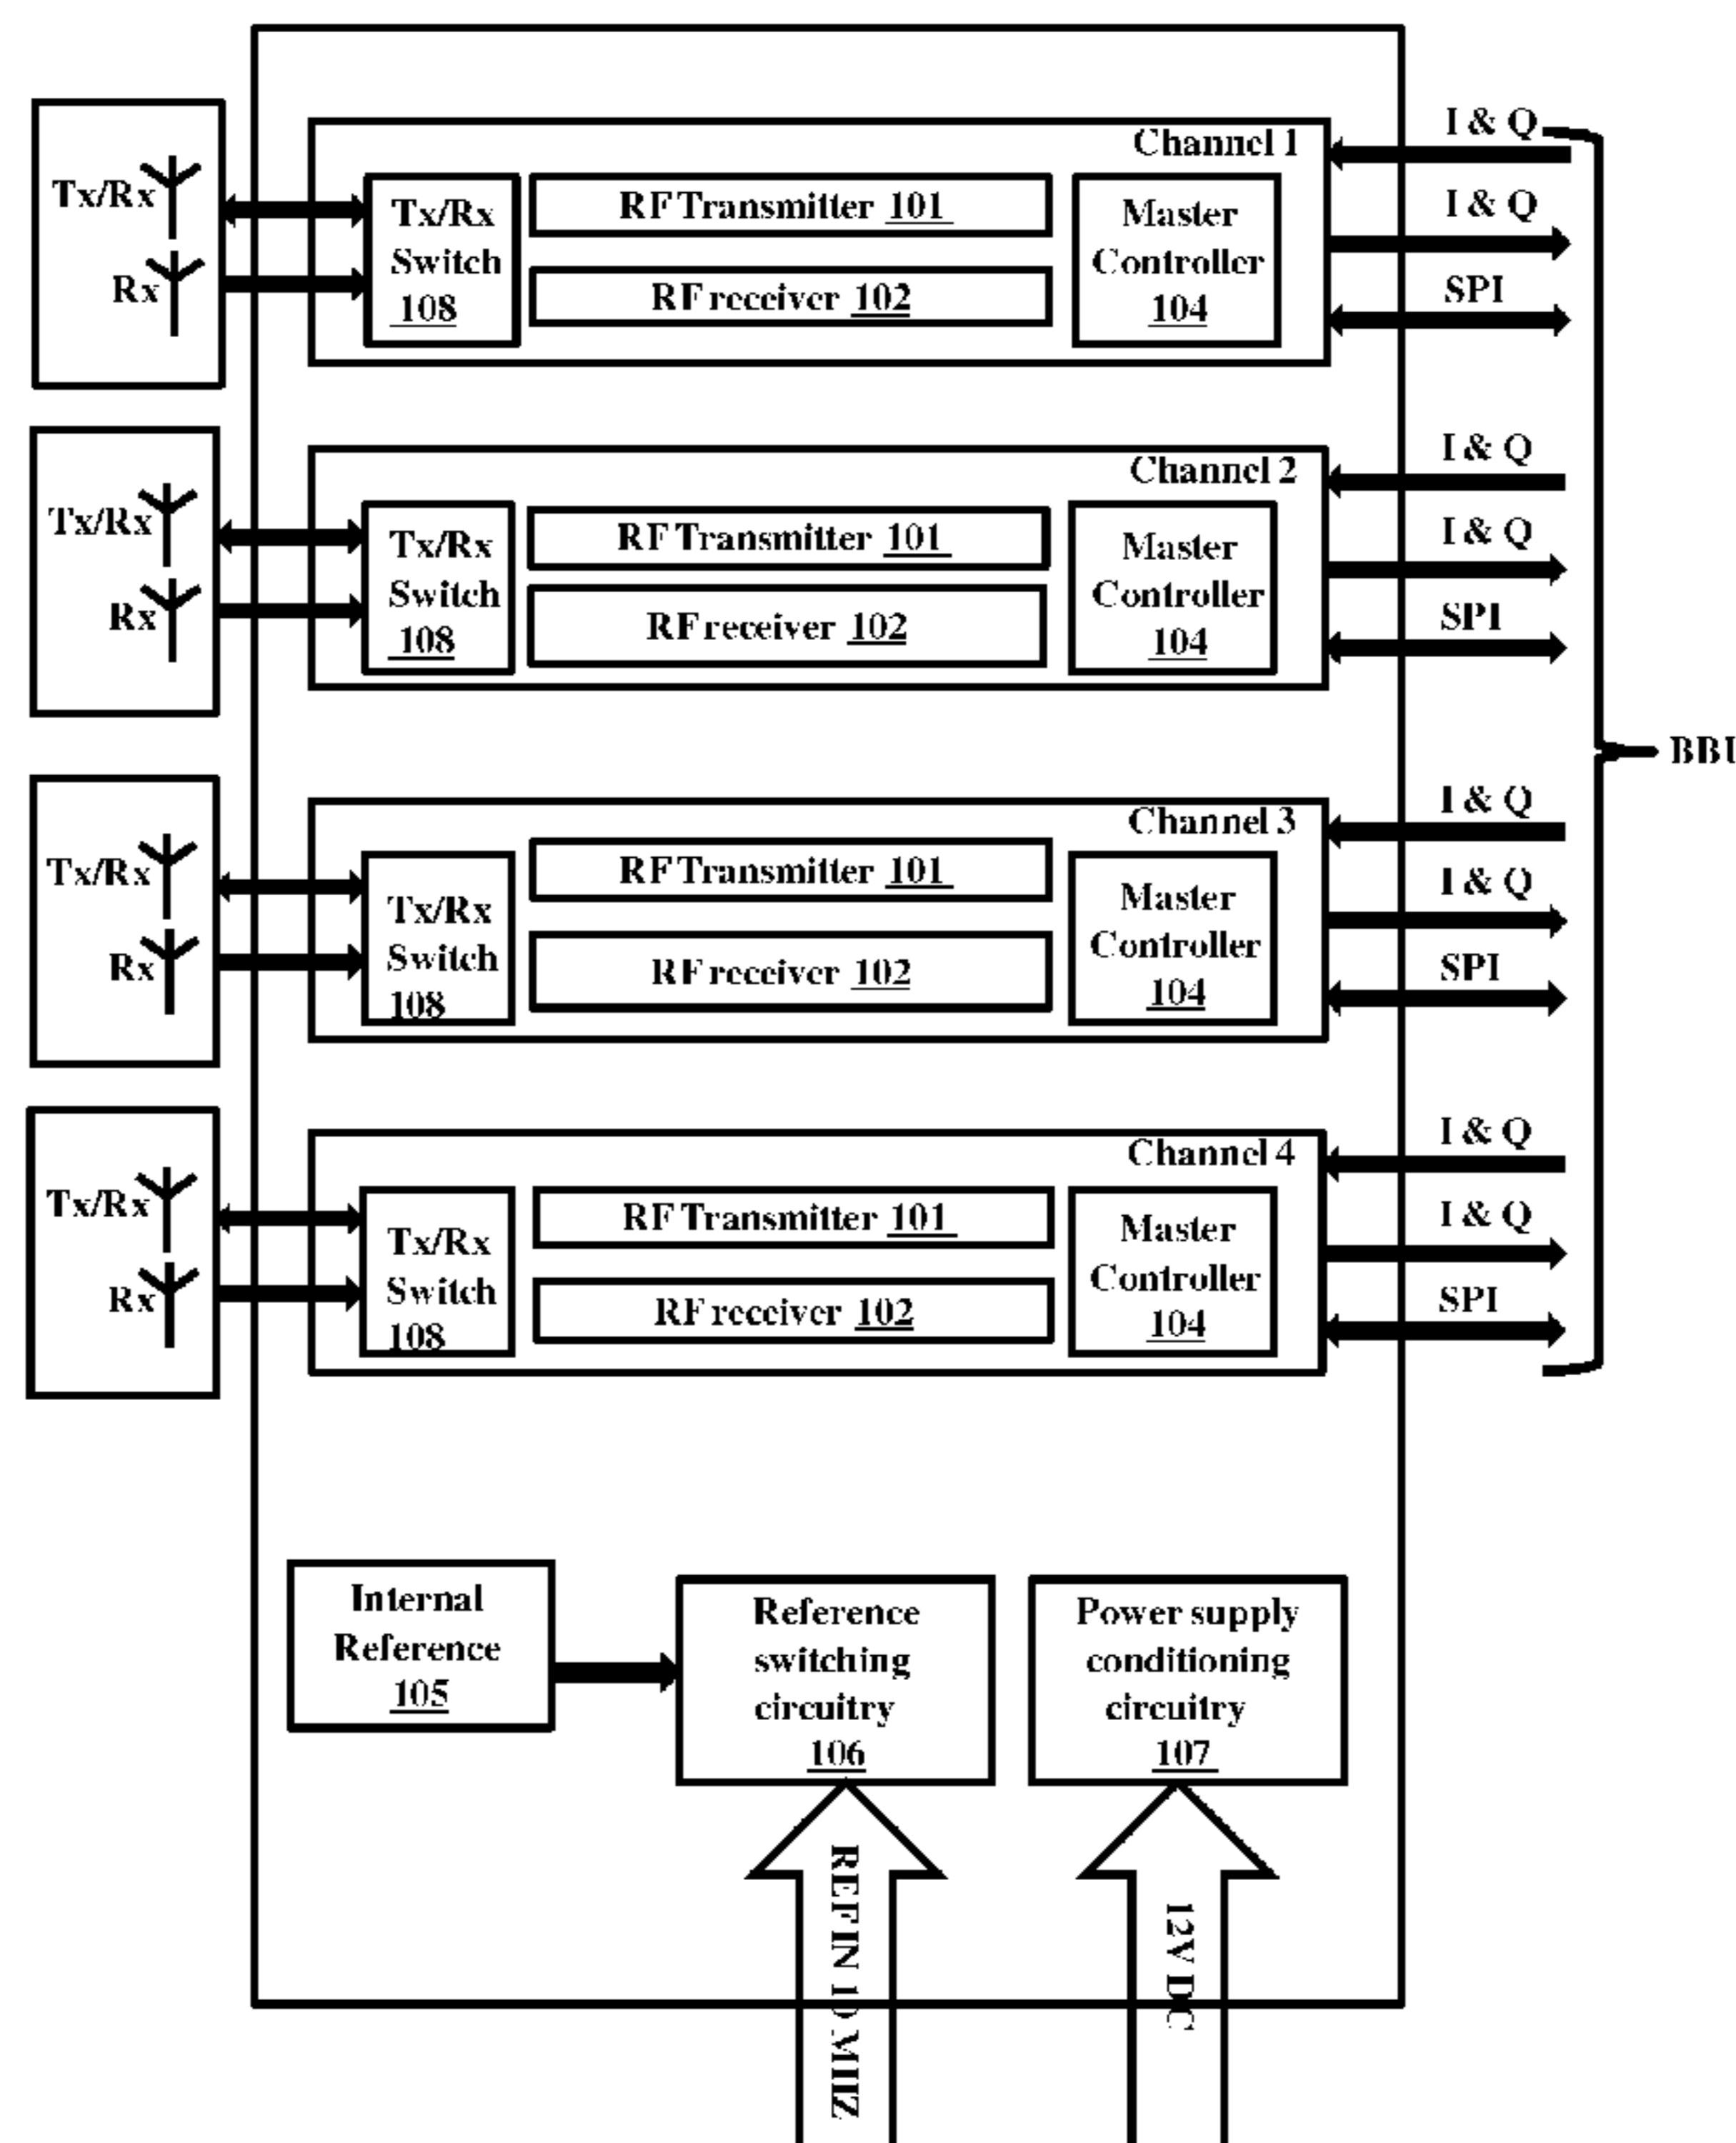 Channel 1
I & Q
Tx/Rx
Tx/Rx
Switch
108
RF Transmitter 101
Master
Controller
104
I & Q
Rx
RF receiver 102
SPI
Channel 2
I & Q
Tx/Rx
Tx/Rx
Switch
108
RF Transmitter 101
Master
Controller
104
I & Q
Rx
RF receiver 102
SPI
BBU
Channel 3
I & Q
Tx/Rx
Tx/Rx
Switch
108
RF Transmitter 101
Master
Controller
104
I & Q
Rx
RF receiver 102
SPI
Channel 4
I & Q
Tx/Rx
Tx/Rx
Switch
108
RF Transmitter 101
Master
Controller
104
I & Q
Rx
RF receiver 102
SPI
Internal
Reference
105
Reference
switching
circuitry
106
Power supply
conditioning
circuitry
107
REF IN 10 MHZ
12V DC